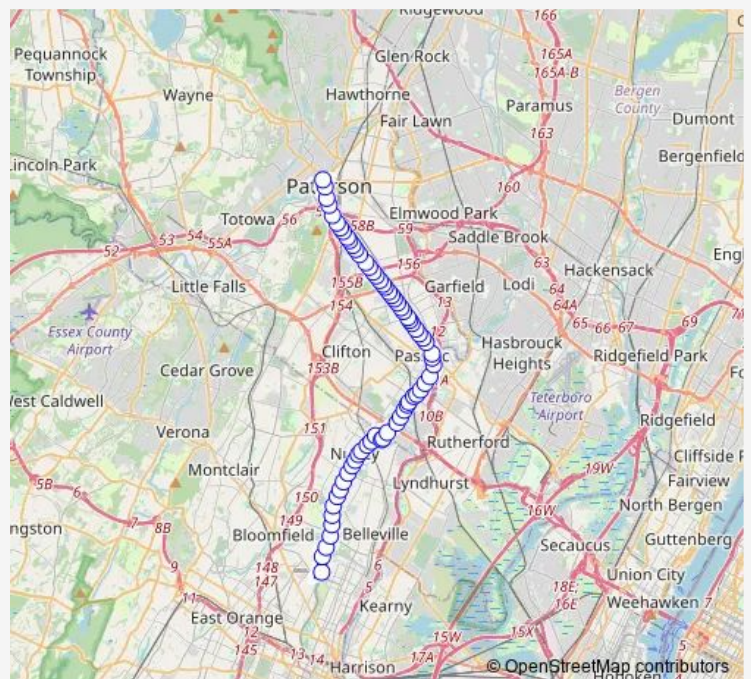 Ridgewood
166
Pequannock
Township
Glen Rock
165A
165A-B
Wayne
Hawthorne
Bergen
County
Paramus
Fair Lawn
Dumont
163
Lincoln Park
Bergenfield
160
Paterson
Totowa
56
58B
59
Elmwood Park
Saddle Brook
52
53
54
55A
156
63
Hackensack
155B
Garfield
Lodi
64
Little Falls
154
13
64A
65
66
67
69
Essex County
Airport
12
Clifton
Hasbrouck
Heights
Ridgefield Park
153B
Cedar Grove
West Caldwell
Teterboro
Airport
10B
Ridgefield
151
Verona
Rutherford
Montclair
19W
Cliffside
Lyndhurst
Fairview
5B
6
7
150
16W
North Bergen
8B
149
Bloomfield
Belleville
Guttenberg
Secaucus
9
148
147
6
5
18E
16E
Union City
Weehawken
7
11
Kearny
East Orange
12
145
13
14
15W
15X
17A
5
Harrison
© OpenStreetMap contributors
Hoboken